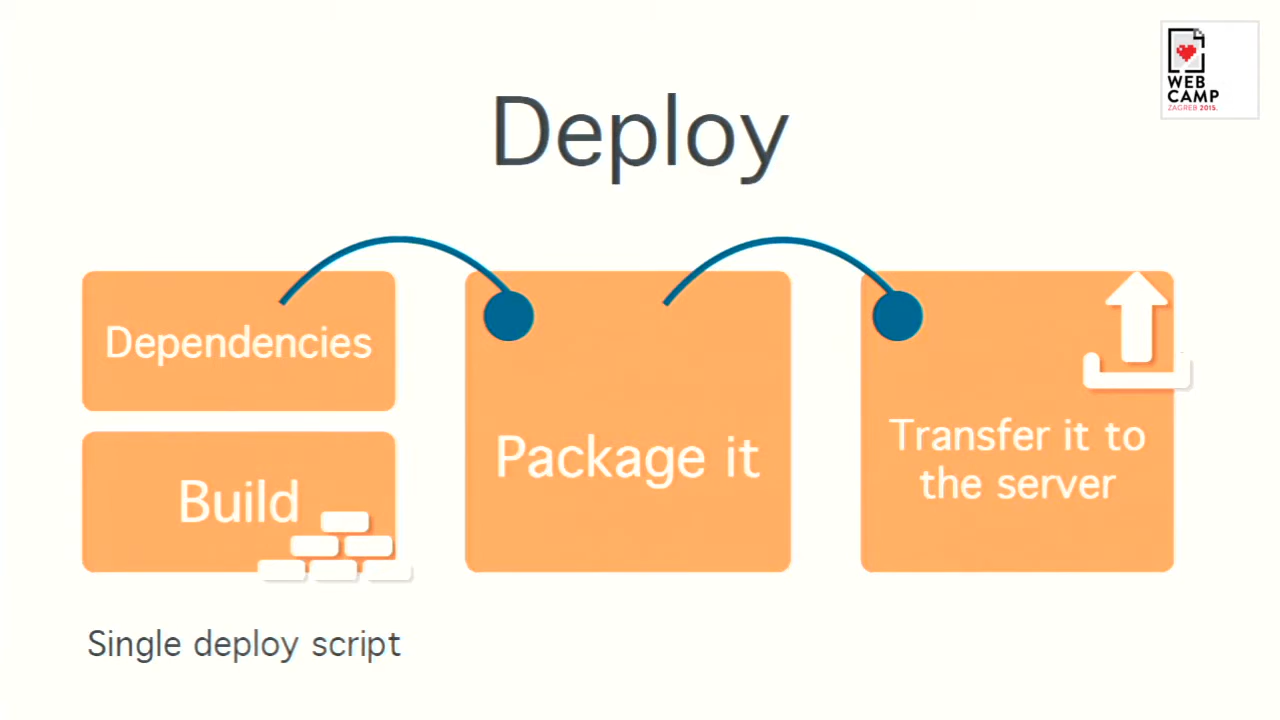 WEB
CAMP
ZAGREB 2015.
Deploy
Dependencies
Build
Package it
Transfer it to
the server
Single deploy script